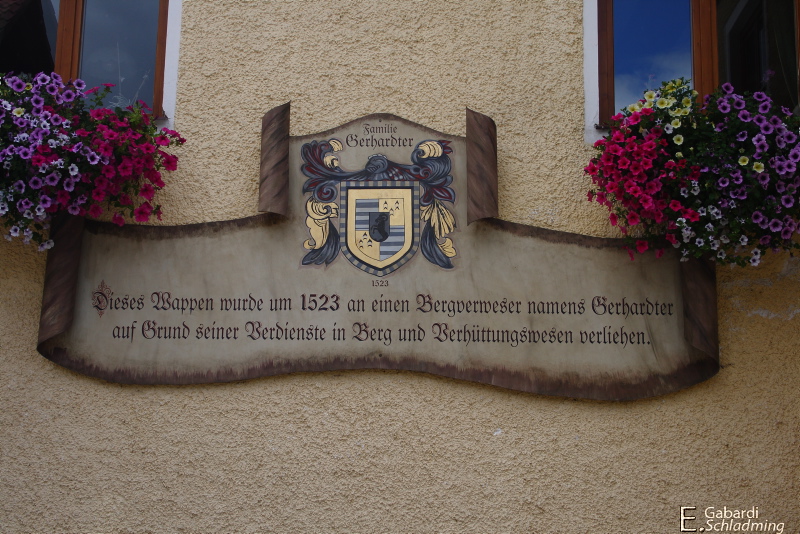 Familie
Gerhardter
1523
Dieses Wappen wurde um 1523 an einen Bergverweser namens Gerhardter
auf Grund seiner Verdienste in Berg und Verhüttungswesen verliehen.
E. Gabardi
Schladming